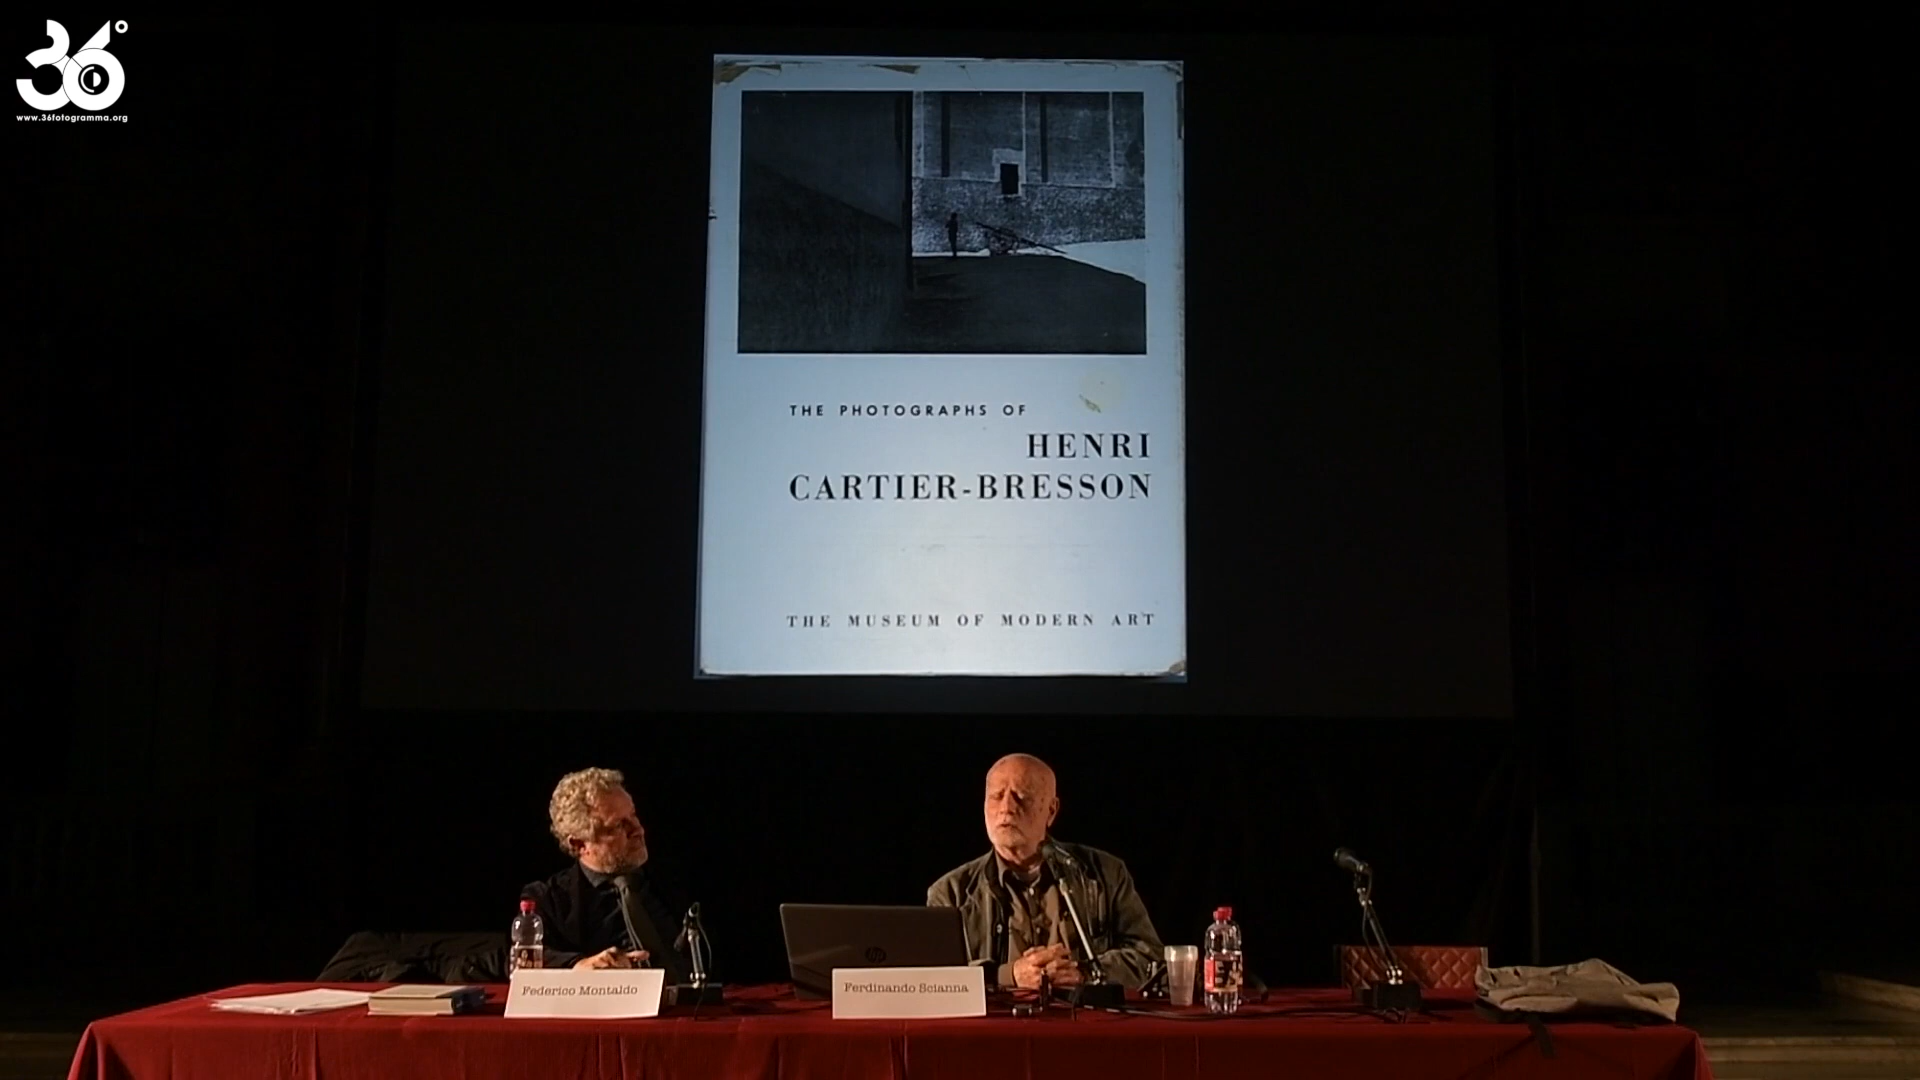 36°
www.36fotogramma.org
THE PHOTOGRAPHS OF
HENRI
CARTIER-BRESSON
THE MUSEUM OF MODERN ART
Federico Montaldo
Ferdinando Scianna
hp